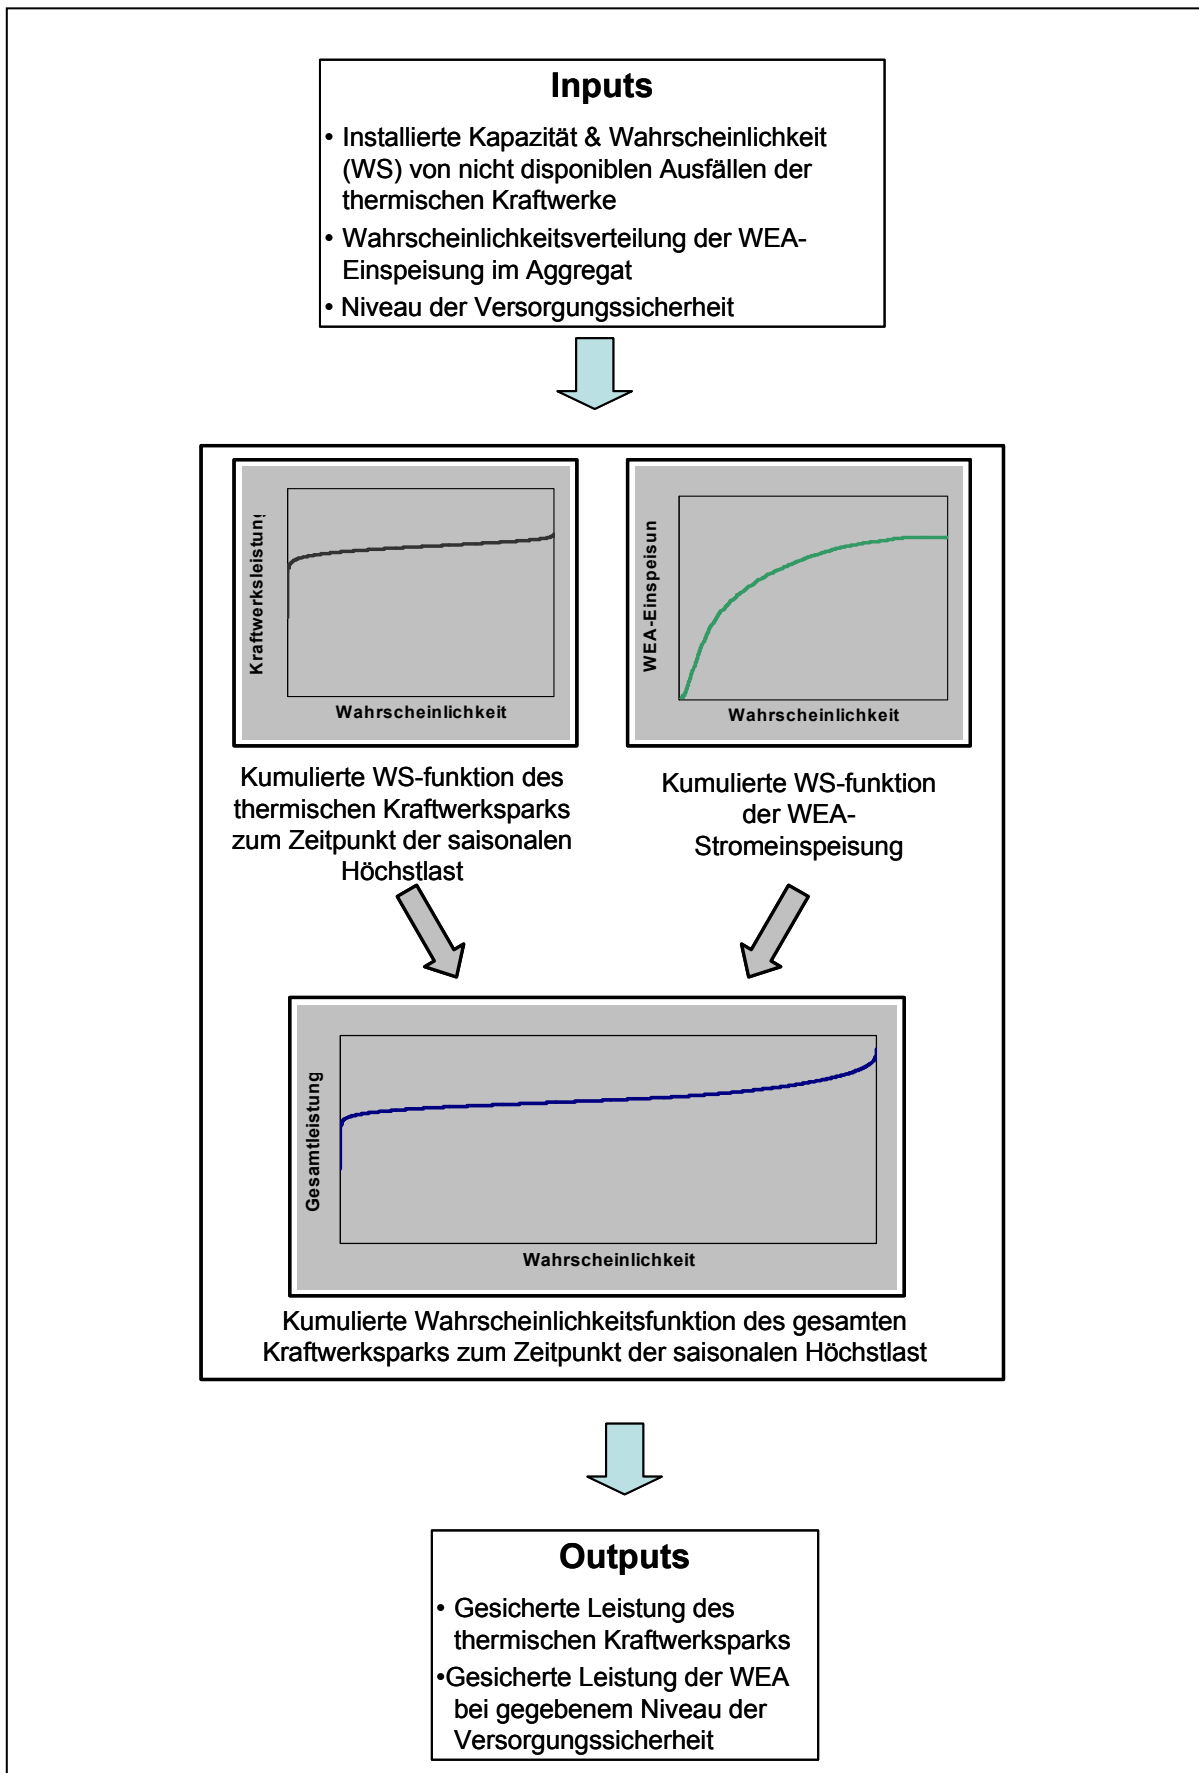 Inputs
• Installierte Kapazität & Wahrscheinlichkeit
(WS) von nicht disponiblen Ausfällen der
thermischen Kraftwerke
• Wahrscheinlichkeitsverteilung der WEA-
Einspeisung im Aggregat
• Niveau der Versorgungssicherheit
Kraftwerksleistung
Wahrscheinlichkeit
WEA-Einspeisun
Wahrscheinlichkeit
Kumulierte WS-funktion des
thermischen Kraftwerksparks
zum Zeitpunkt der saisonalen
Höchstlast
Kumulierte WS-funktion
der WEA-
Stromeinspeisung
Gesamtleistung
Wahrscheinlichkeit
Kumulierte Wahrscheinlichkeitsfunktion des gesamten
Kraftwerksparks zum Zeitpunkt der saisonalen Höchstlast
Outputs
• Gesicherte Leistung des
thermischen Kraftwerksparks
•Gesicherte Leistung der WEA
bei gegebenem Niveau der
Versorgungssicherheit